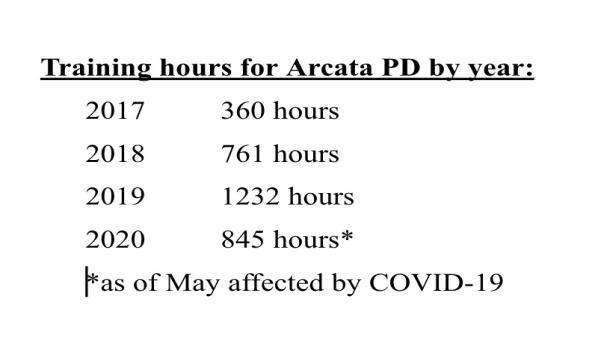 Training hours for Arcata PD by year:
2017 360 hours
2018 761 hours
2019 1232 hours
2020 845 hours*
*as of May affected by COVID-19